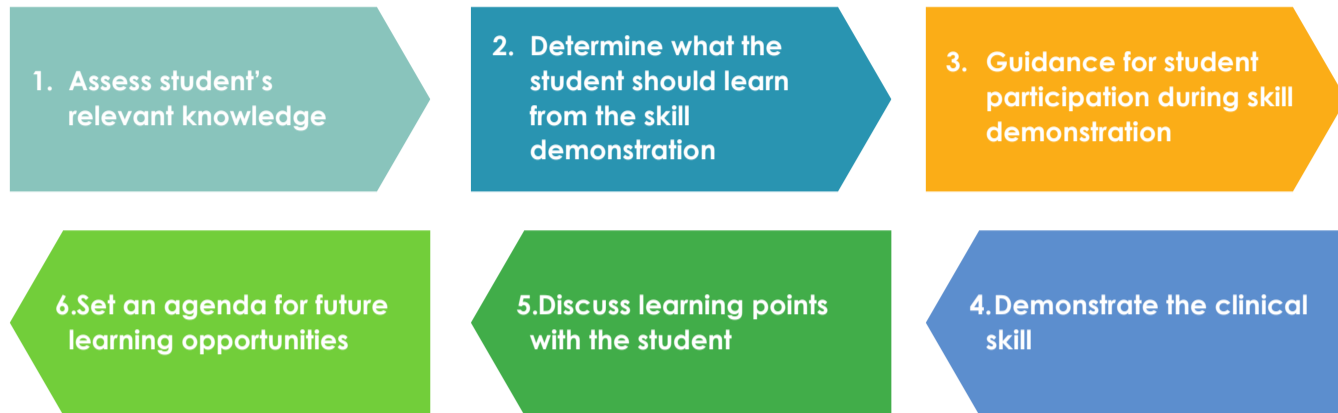 1. Assess student’s
relevant knowledge
2. Determine what the
student should learn
from the skill
demonstration
3. Guidance for student
participation during skill
demonstration
4.Demonstrate the clinical
skill
5.Discuss learning points
with the student
6.Set an agenda for future
learning opportunities